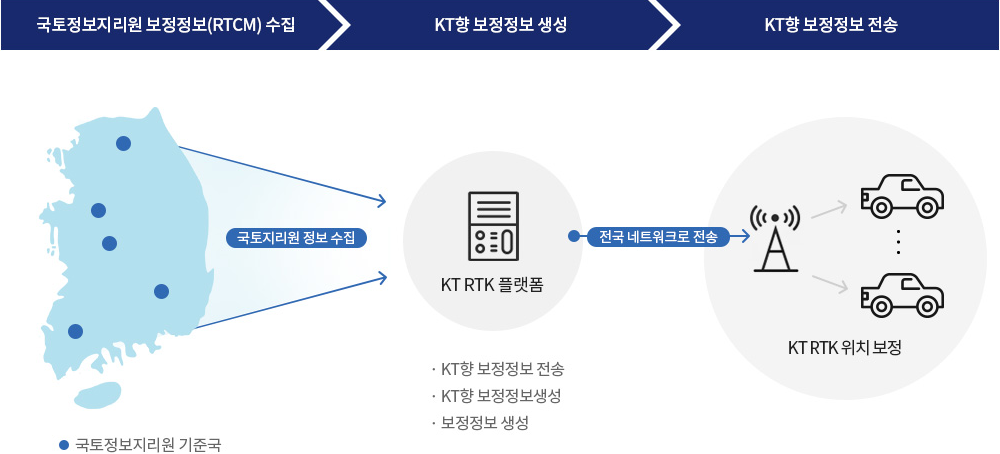 국토정보지리원 보정정보(RTCM) 수집
KT향 보정정보 생성
KT향 보정정보 전송
국토지리원 정보 수집
전국 네트워크로 전송
KT RTK 플랫폼
KT RTK 위치 보정
· KT향 보정정보 전송
· KT향 보정정보생성
· 보정정보 생성
국토정보지리원 기준국